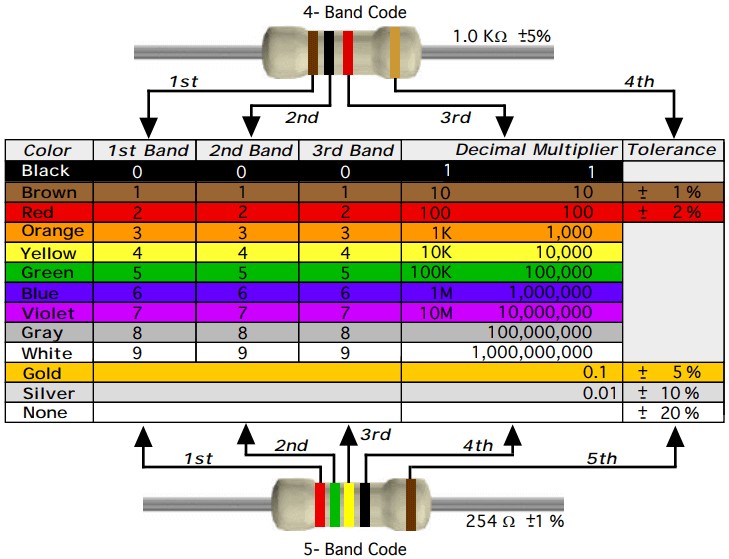 4- Band Code
1.0 KΩ ±5%
1st
4th
2nd
3rd
Color 1st Band 2nd Band 3rd Band Decimal Multiplier Tolerance
Black 0 0 0 1 1
Brown 1 1 1 10 10 ± 1 %
Red 2 2 2 100 100 ± 2 %
Orange 3 3 3 1K 1,000
Yellow 4 4 4 10K 10,000
Green 5 5 5 100K 100,000
Blue 6 6 6 1M 1,000,000
Violet 7 7 7 10M 10,000,000
Gray 8 8 8 100,000,000
White 9 9 9 1,000,000,000
Gold 0.1 ± 5 %
Silver 0.01 ± 10 %
None ± 20 %
3rd
2nd
4th
1st
5th
254 Ω ±1 %
5- Band Code